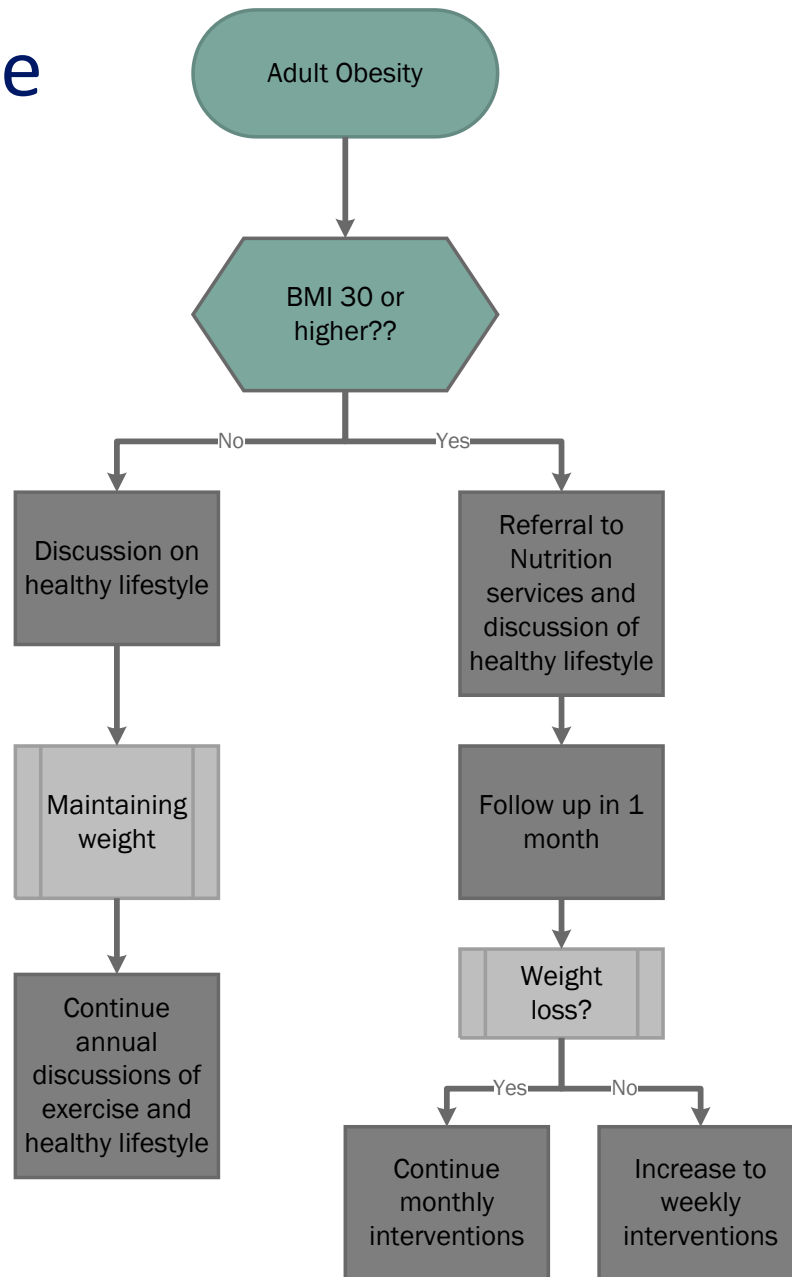 e
Adult Obesity
BMI 30 or
higher??
No
Yes
Discussion on
healthy lifestyle
Referral to
Nutrition
services and
discussion of
healthy lifestyle
Maintaining
weight
Follow up in 1
month
Continue
annual
discussions of
exercise and
healthy lifestyle
Weight
loss?
Yes
No
Continue
monthly
interventions
Increase to
weekly
interventions